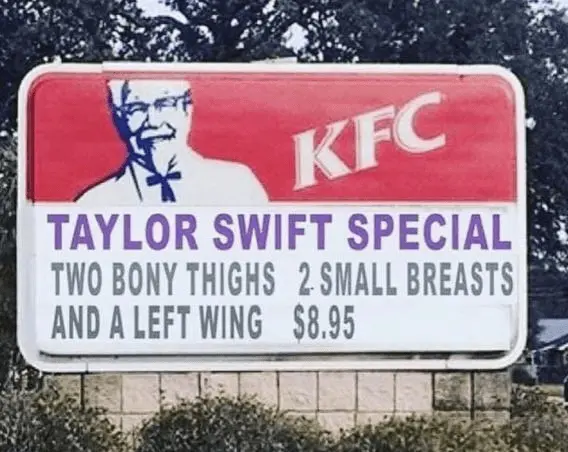 KFC
TAYLOR SWIFT SPECIAL
TWO BONY THIGHS 2 SMALL BREASTS
AND A LEFT WING $8.95